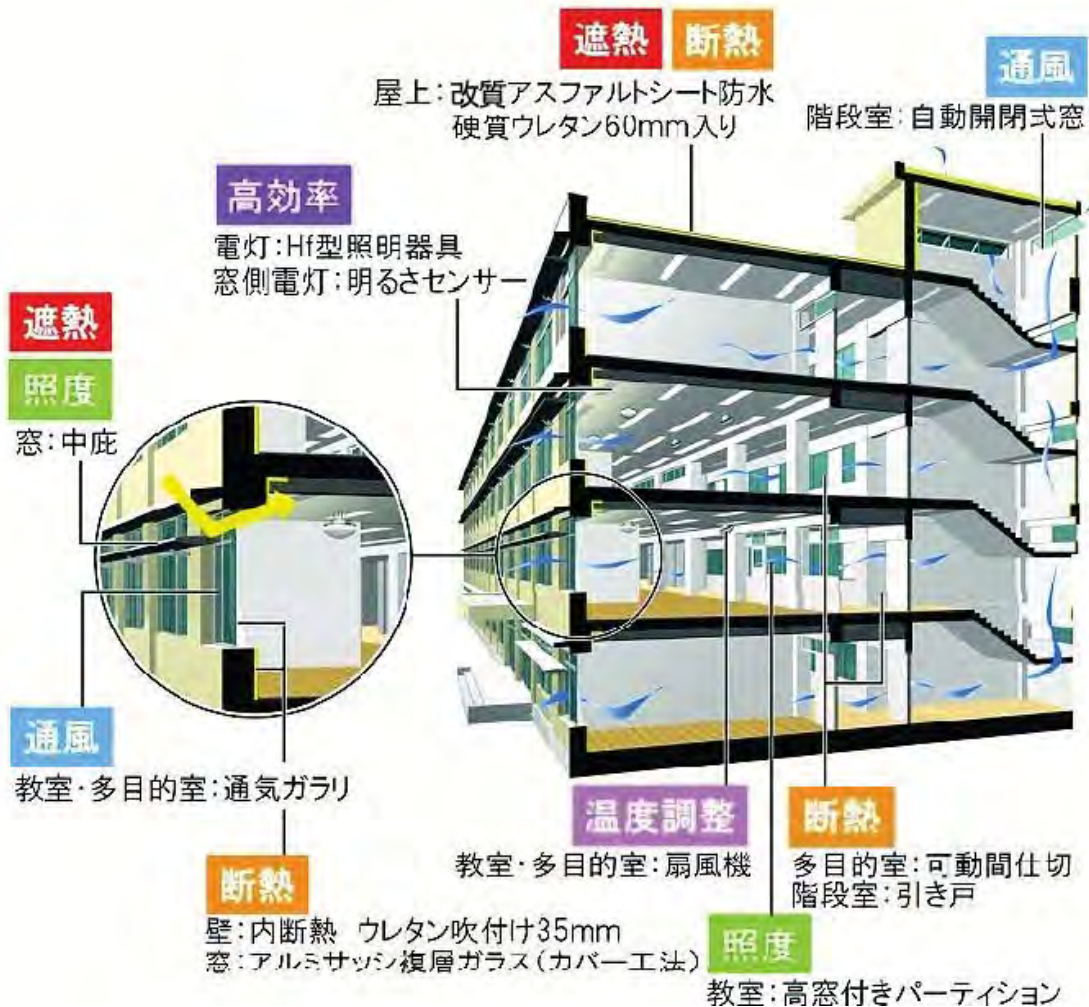 遮熱 断熱
屋上：改質アスファルトシート防水
硬質ウレタン60mm入り
通風
階段室：自動開閉式窓
高効率
電灯：Hf型照明器具
窓側電灯：明るさセンサー
遮熱
照度
窓：中庇
通風
教室・多目的室：通気ガラリ
断熱
壁：内断熱 ウレタン吹付け35mm
窓：アルミサッシ複層ガラス（カバー工法）
温度調整
教室・多目的室：扇風機
断熱
多目的室：可動間仕切
階段室：引き戸
照度
教室：高窓付きパーティション